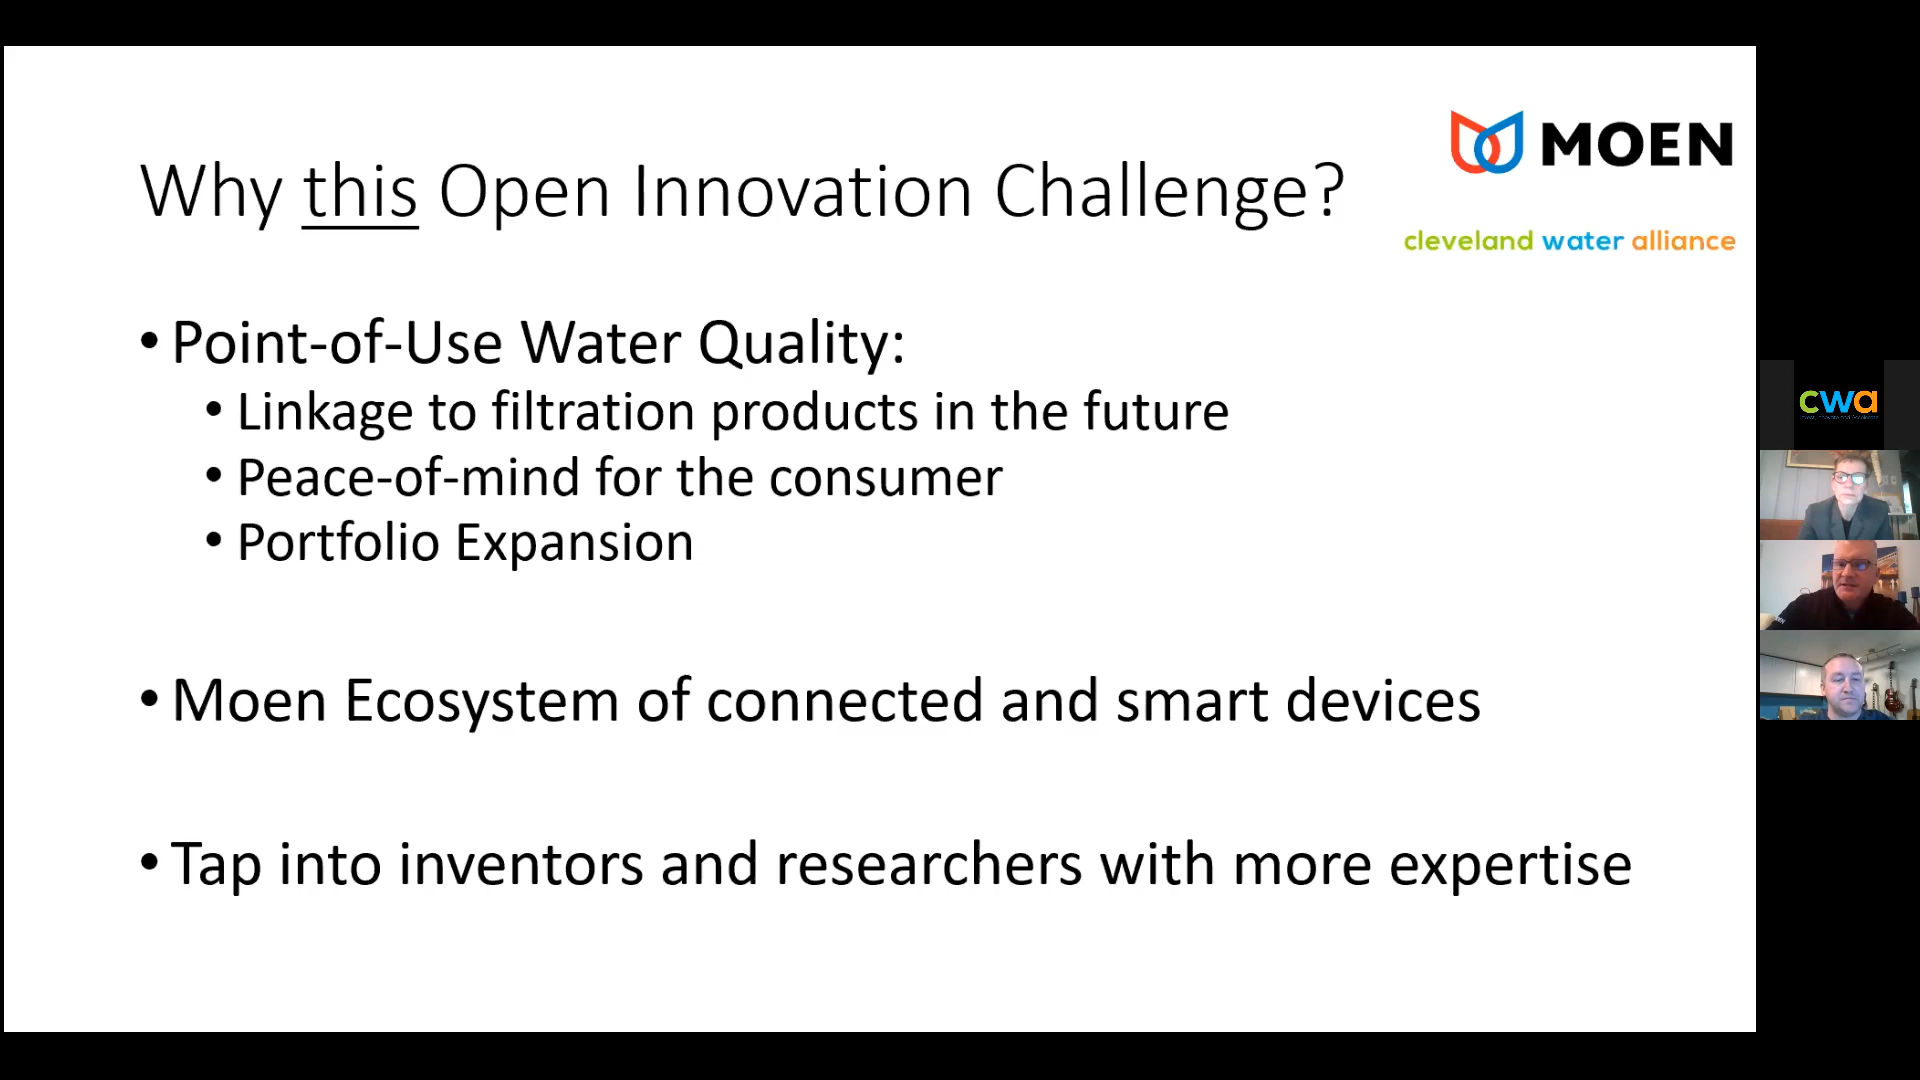 MOEN
Why this Open Innovation Challenge?
cleveland water alliance
• Point-of-Use Water Quality:
• Linkage to filtration products in the future
• Peace-of-mind for the consumer
• Portfolio Expansion
• Moen Ecosystem of connected and smart devices
• Tap into inventors and researchers with more expertise
cwa